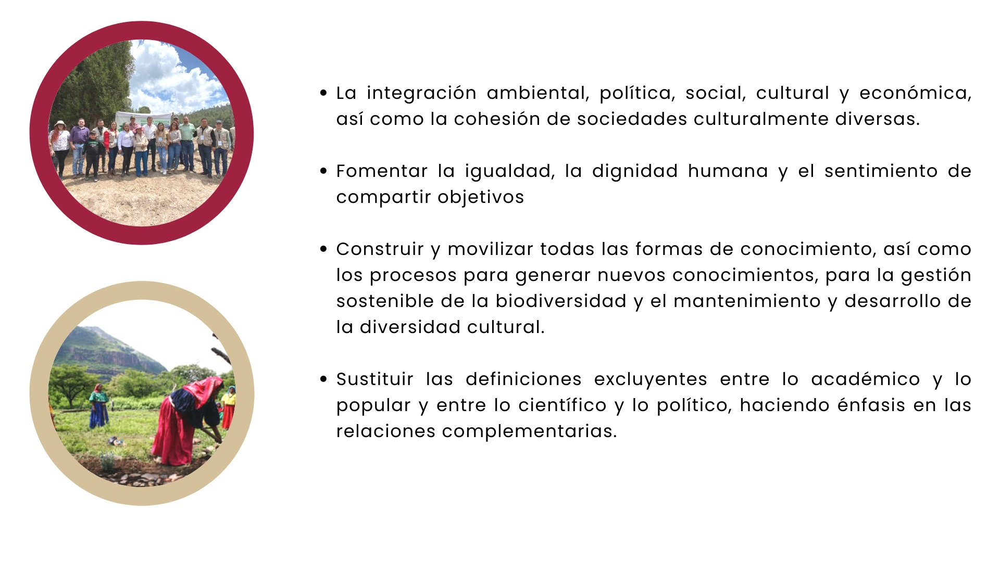 • La integración ambiental, política, social, cultural y económica,
así como la cohesión de sociedades culturalmente diversas.
• Fomentar la igualdad, la dignidad humana y el sentimiento de
compartir objetivos
• Construir y movilizar todas las formas de conocimiento, así como
los procesos para generar nuevos conocimientos, para la gestión
sostenible de la biodiversidad y el mantenimiento y desarrollo de
la diversidad cultural.
• Sustituir las definiciones excluyentes entre lo académico y lo
popular y entre lo científico y lo político, haciendo énfasis en las
relaciones complementarias.